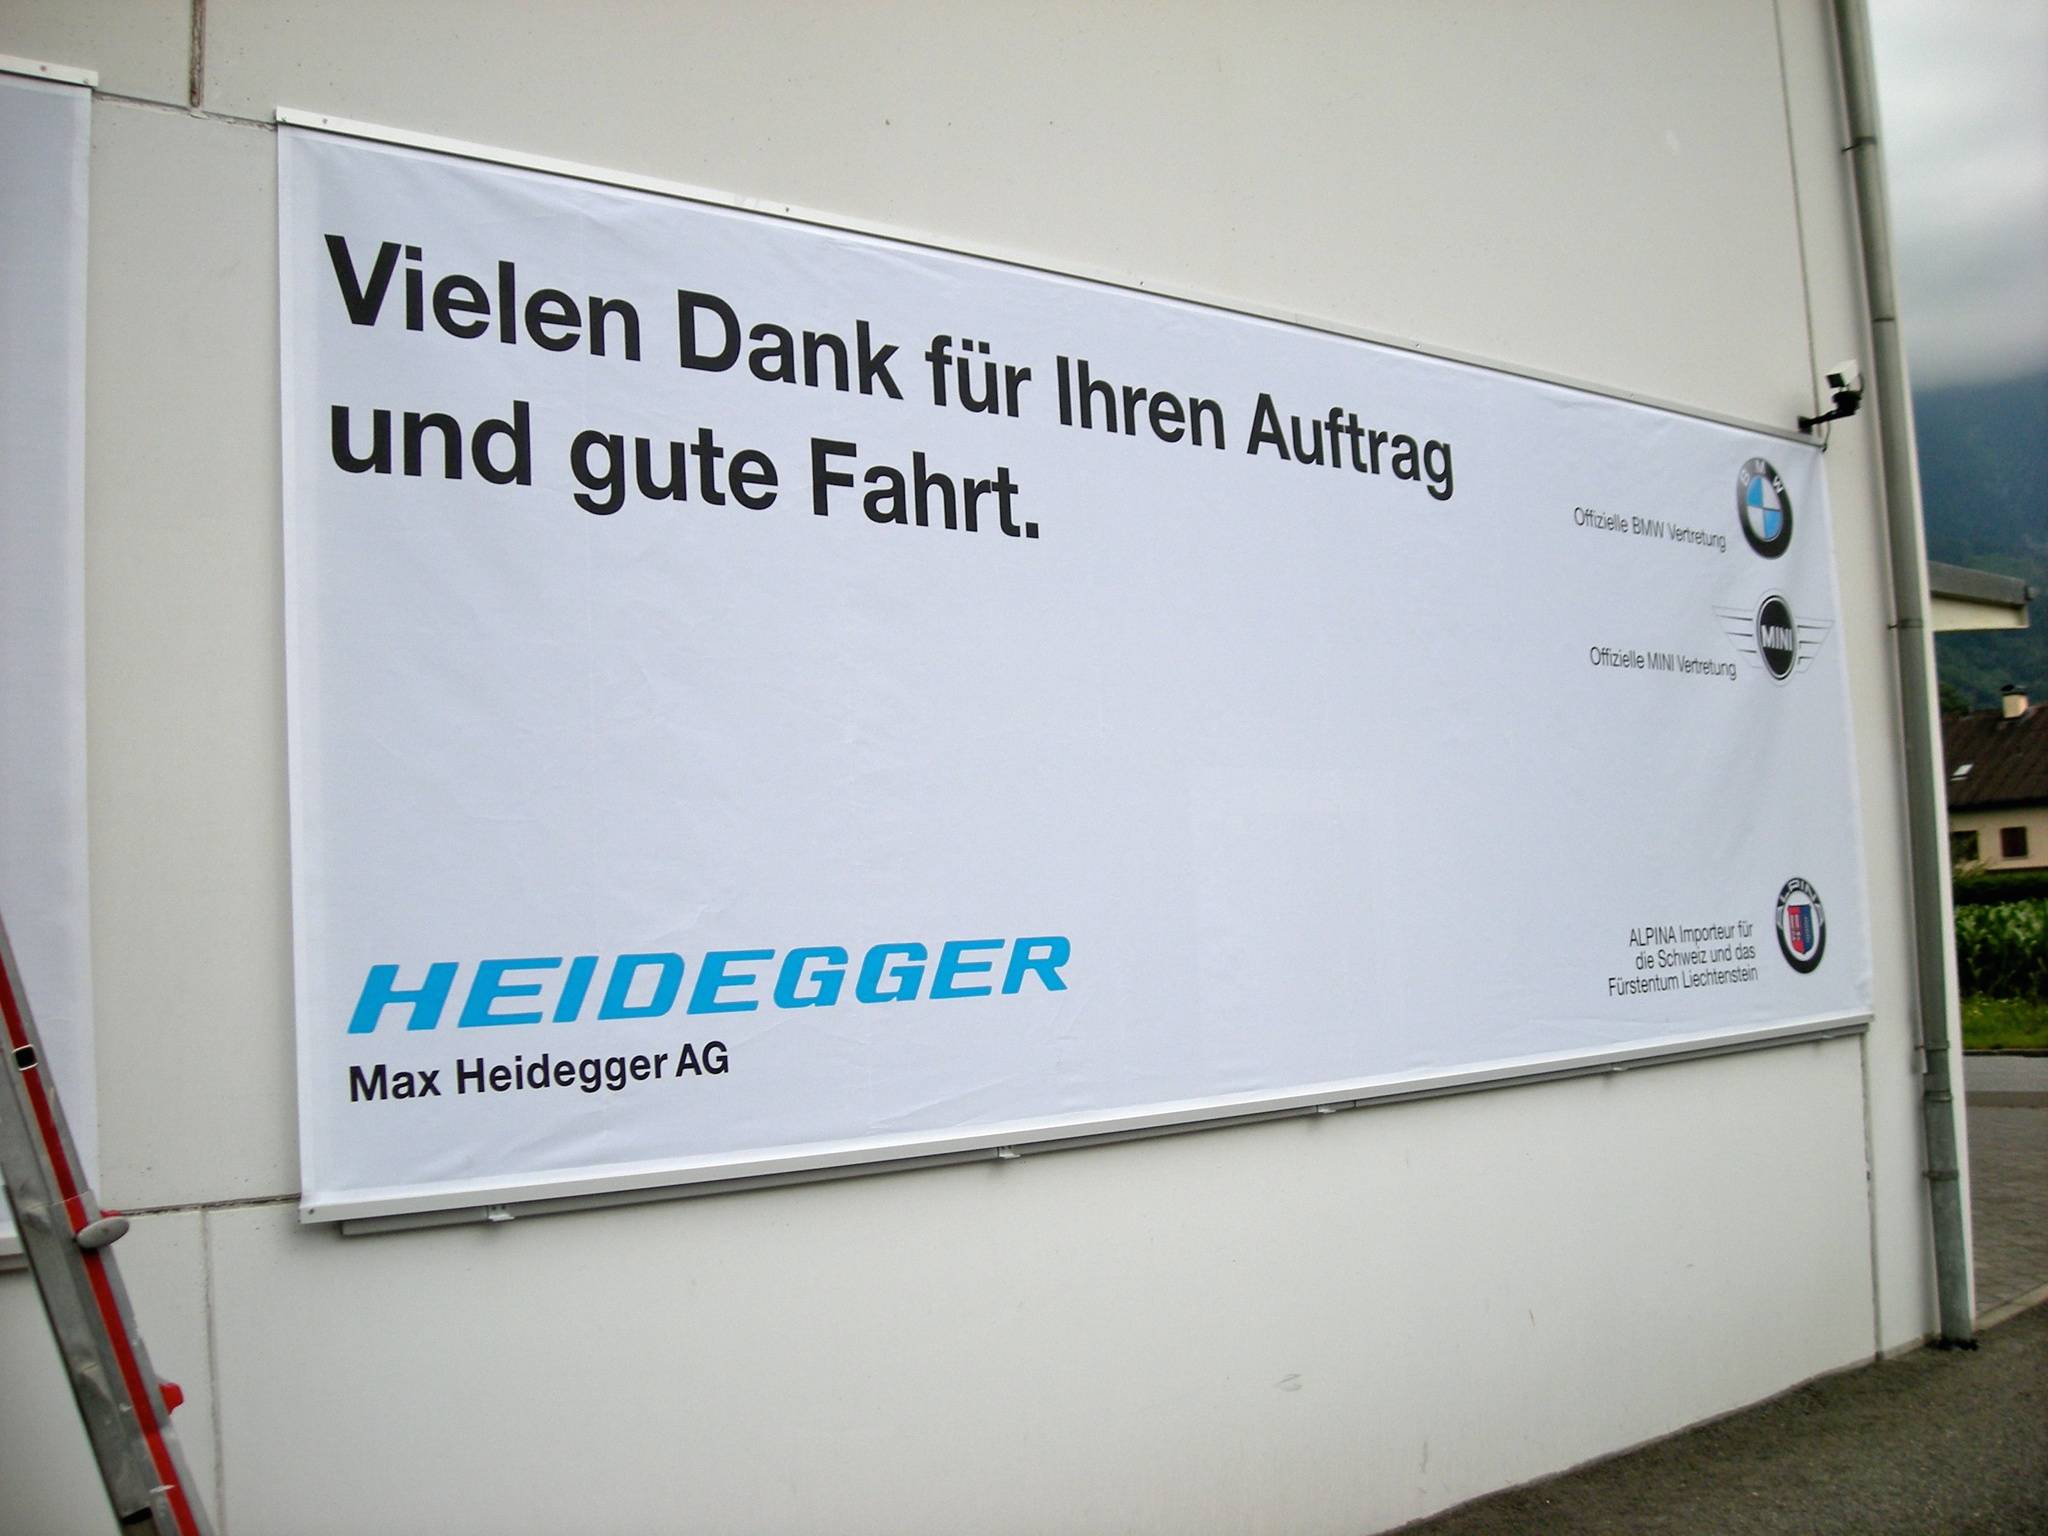 Vielen Dank für Ihren Auftrag
und gute Fahrt.
BMW
Offizielle BMW Vertretung
MINI
Offizielle MINI Vertretung
ALPINA
ALPINA Importeur für
die Schweiz und das
Fürstentum Liechtenstein
HEIDEGGER
Max Heidegger AG